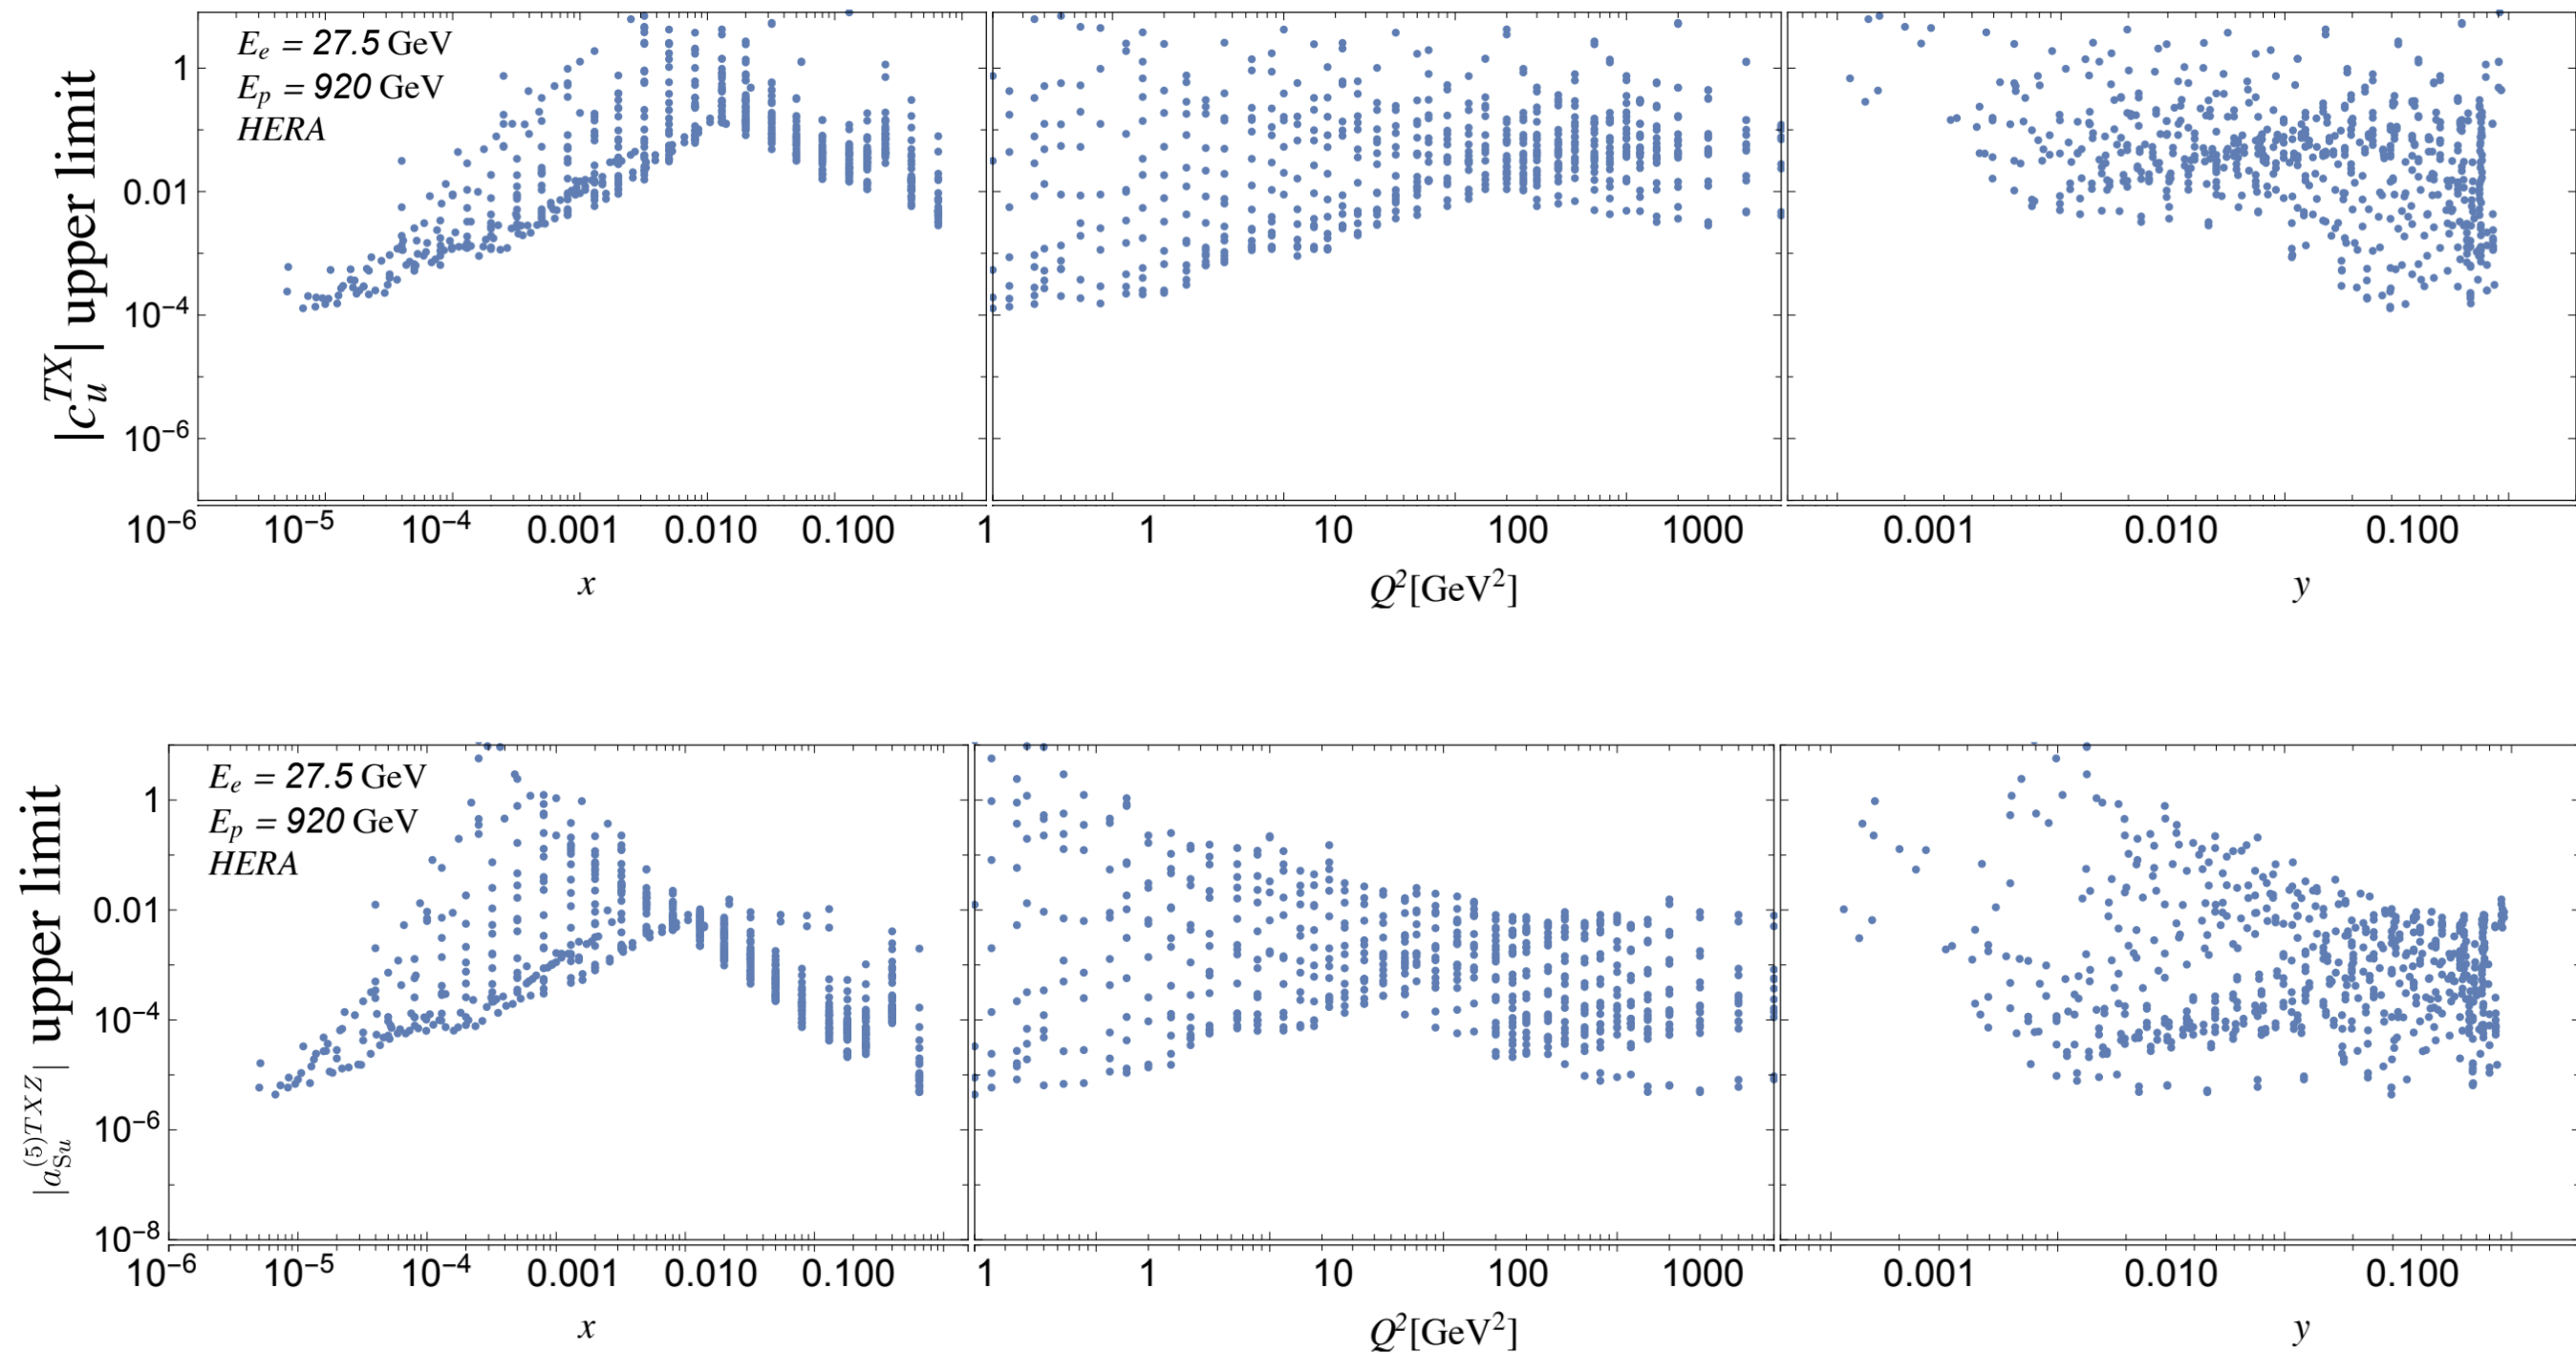 E_e = 27.5 GeV
E_p = 920 GeV
HERA
|c_u^{TX}| upper limit
1
0.01
10^{-4}
10^{-6}
10^{-6} 10^{-5} 10^{-4} 0.001 0.010 0.100 1 1 10 100 1000 0.001 0.010 0.100
x Q^2[GeV^2] y
E_e = 27.5 GeV
E_p = 920 GeV
HERA
|a_{Su}^{(5)TXZ}| upper limit
1
0.01
10^{-4}
10^{-6}
10^{-8}
10^{-6} 10^{-5} 10^{-4} 0.001 0.010 0.100 1 1 10 100 1000 0.001 0.010 0.100
x Q^2[GeV^2] y